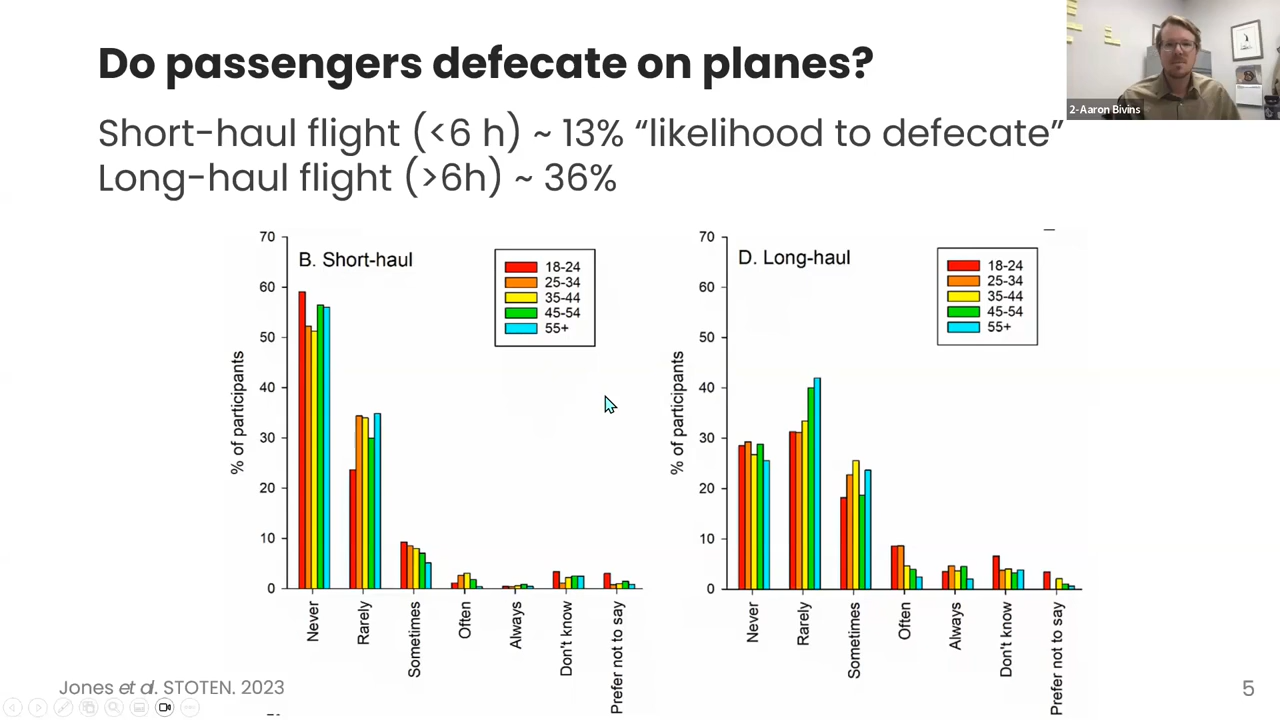 Do passengers defecate on planes?
2-Aaron Bivins
Short-haul flight (<6 h) ~ 13% “likelihood to defecate”
Long-haul flight (>6h) ~ 36%
B. Short-haul
18-24
25-34
35-44
45-54
55+
% of participants
70
60
50
40
30
20
10
0
Never
Rarely
Sometimes
Often
Always
Don't know
Prefer not to say
D. Long-haul
18-24
25-34
35-44
45-54
55+
% of participants
70
60
50
40
30
20
10
0
Never
Rarely
Sometimes
Often
Always
Don't know
Prefer not to say
Jones et al. STOTEN. 2023
5